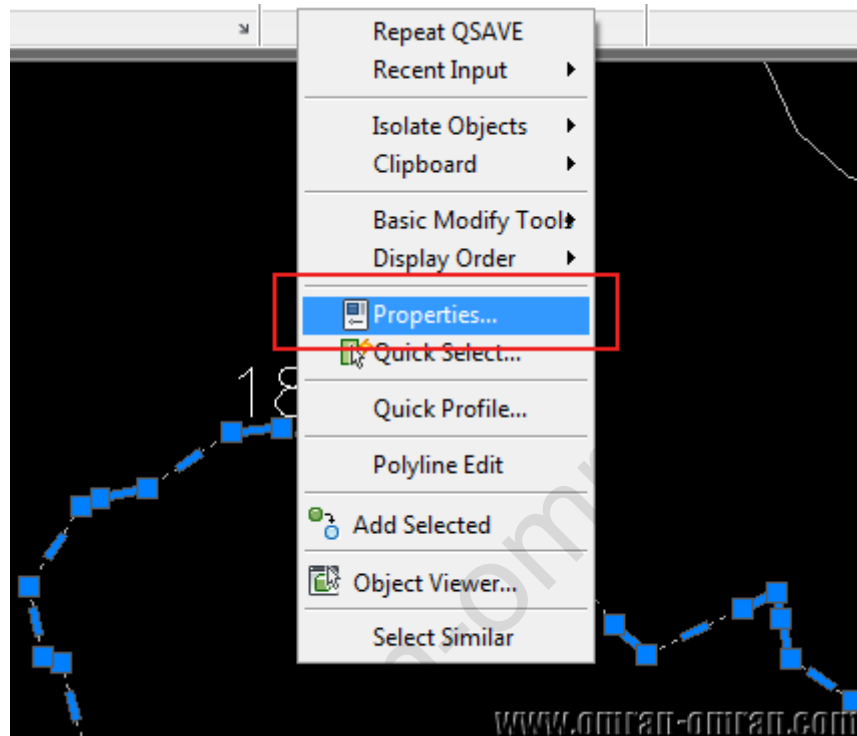 Repeat QSAVE
Recent Input
Isolate Objects
Clipboard
Basic Modify Tools
Display Order
Properties...
Quick Select...
18
Quick Profile...
Polyline Edit
Add Selected
Object Viewer...
Select Similar
www.omran-omran.com